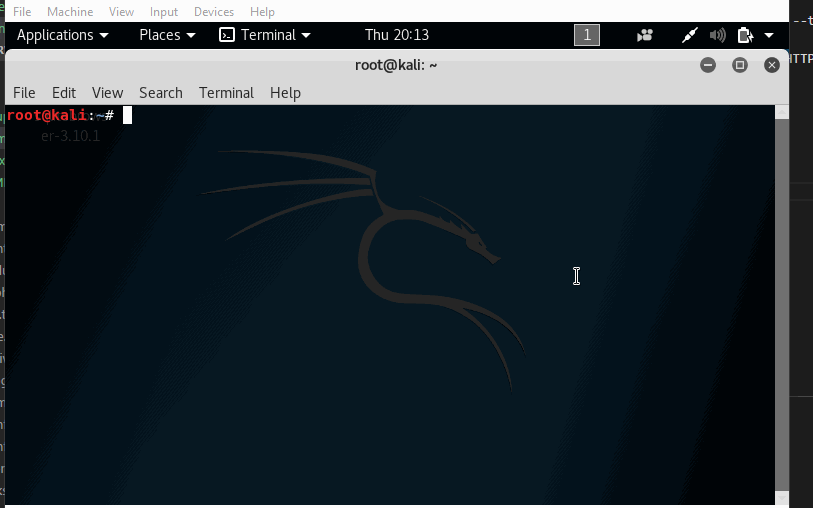 File Machine View Input Devices Help
Applications Places Terminal Thu 20:13 1
--t
root@kali: ~
HTTP
File Edit View Search Terminal Help
root@kali:~#
er-3.10.1